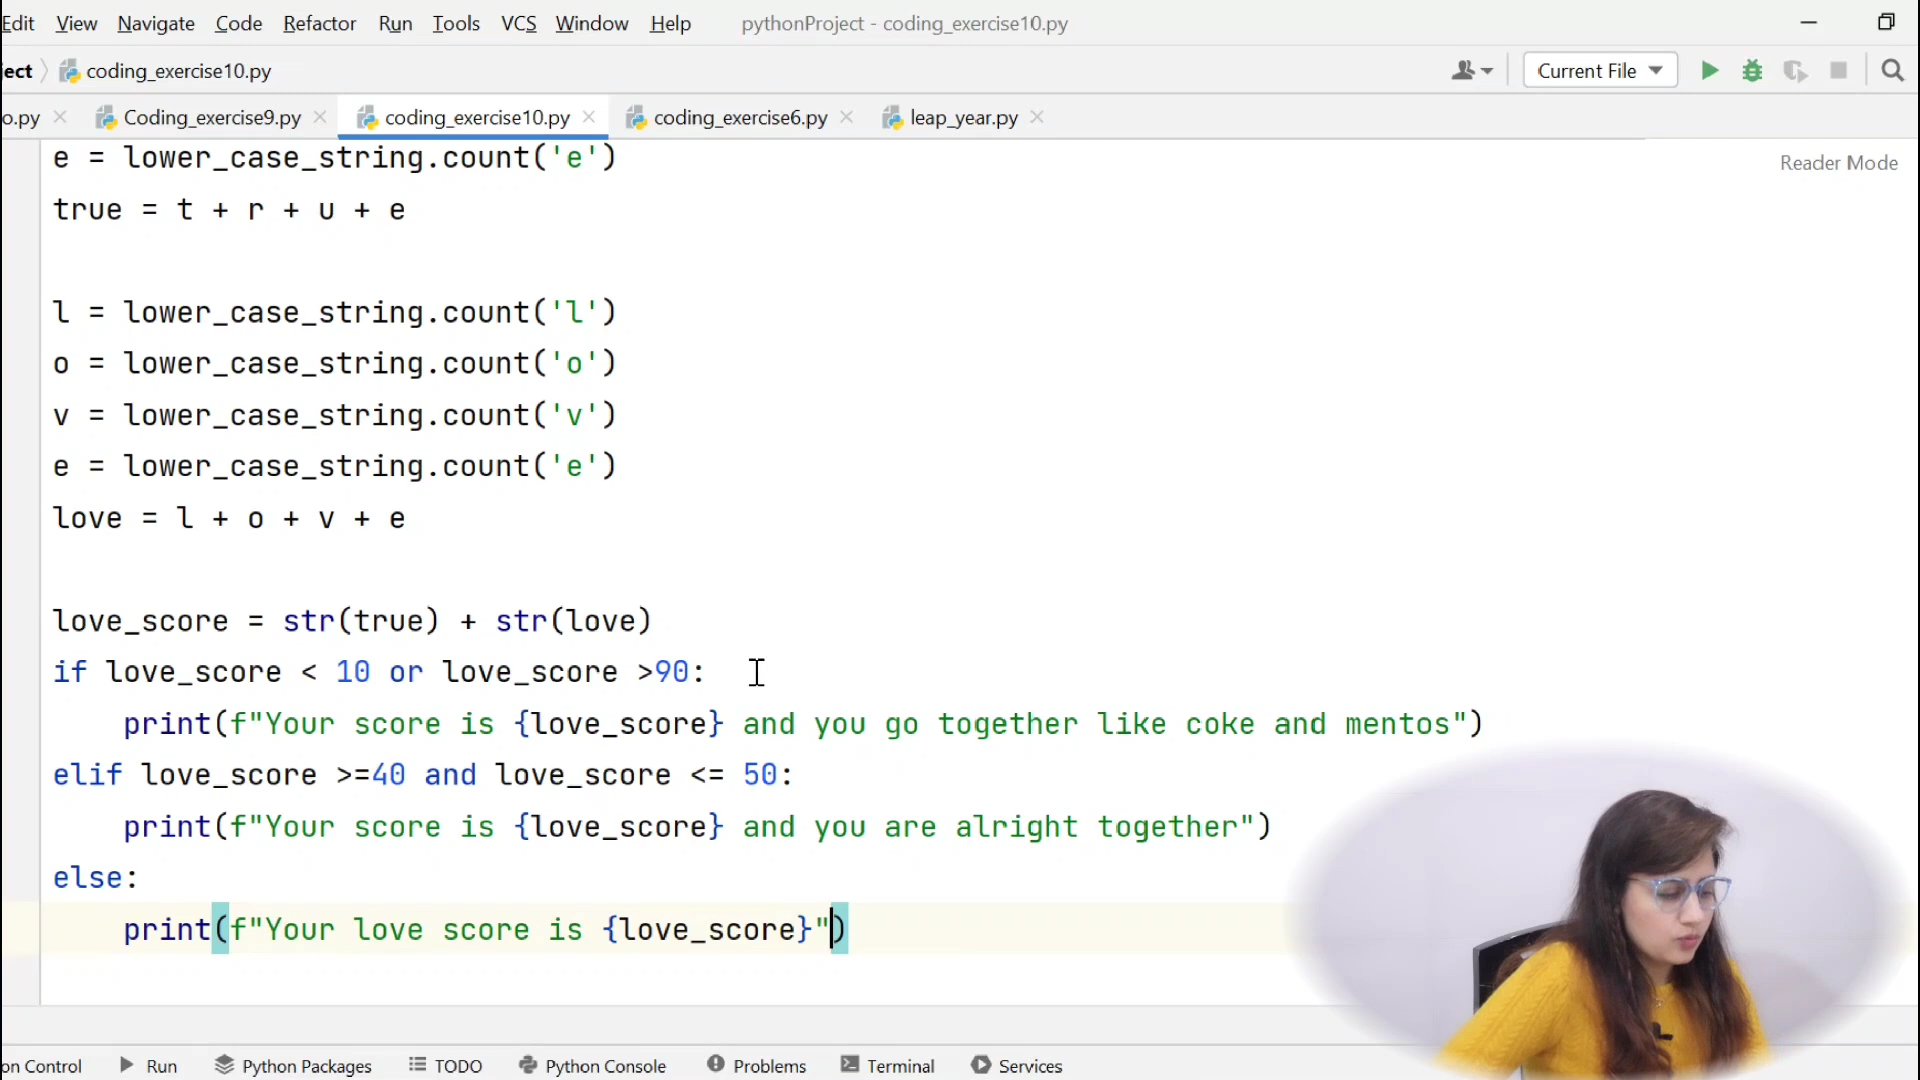 Edit View Navigate Code Refactor Run Tools VCS Window Help pythonProject - coding_exercise10.py
ject coding_exercise10.py Current File
o.py Coding_exercise9.py coding_exercise10.py coding_exercise6.py leap_year.py
Reader Mode
e = lower_case_string.count('e')
true = t + r + u + e
l = lower_case_string.count('l')
o = lower_case_string.count('o')
v = lower_case_string.count('v')
e = lower_case_string.count('e')
love = l + o + v + e
love_score = str(true) + str(love)
if love_score < 10 or love_score >90:
    print(f"Your score is {love_score} and you go together like coke and mentos")
elif love_score >=40 and love_score <= 50:
    print(f"Your score is {love_score} and you are alright together")
else:
    print(f"Your love score is {love_score}")
on Control Run Python Packages TODO Python Console Problems Terminal Services